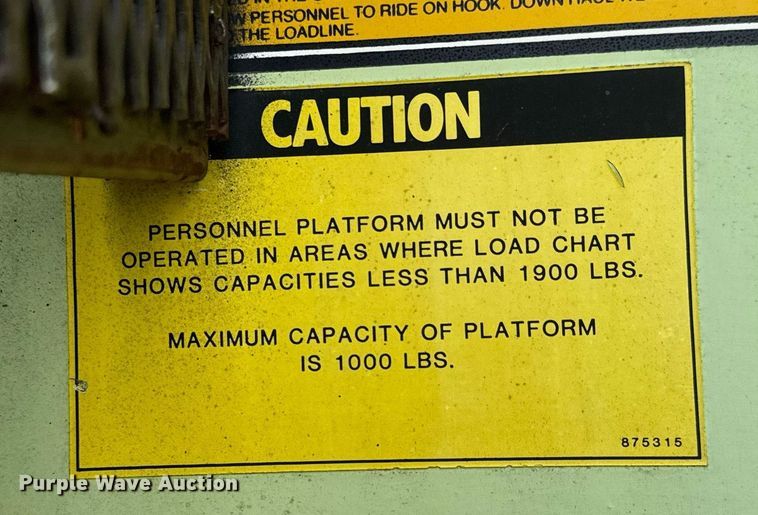 PERSONNEL TO RIDE ON HOOK.
THE LOADLINE.
CAUTION
PERSONNEL PLATFORM MUST NOT BE
OPERATED IN AREAS WHERE LOAD CHART
SHOWS CAPACITIES LESS THAN 1900 LBS.
MAXIMUM CAPACITY OF PLATFORM
IS 1000 LBS.
875315
Purple Wave Auction